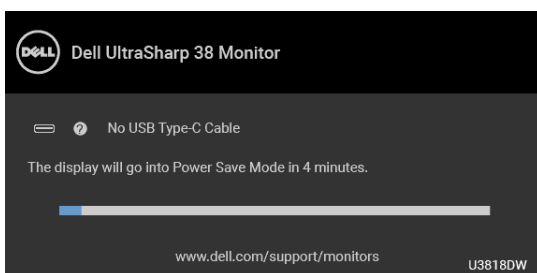 DELL Dell UltraSharp 38 Monitor
? No USB Type-C Cable
The display will go into Power Save Mode in 4 minutes.
www.dell.com/support/monitors
U3818DW